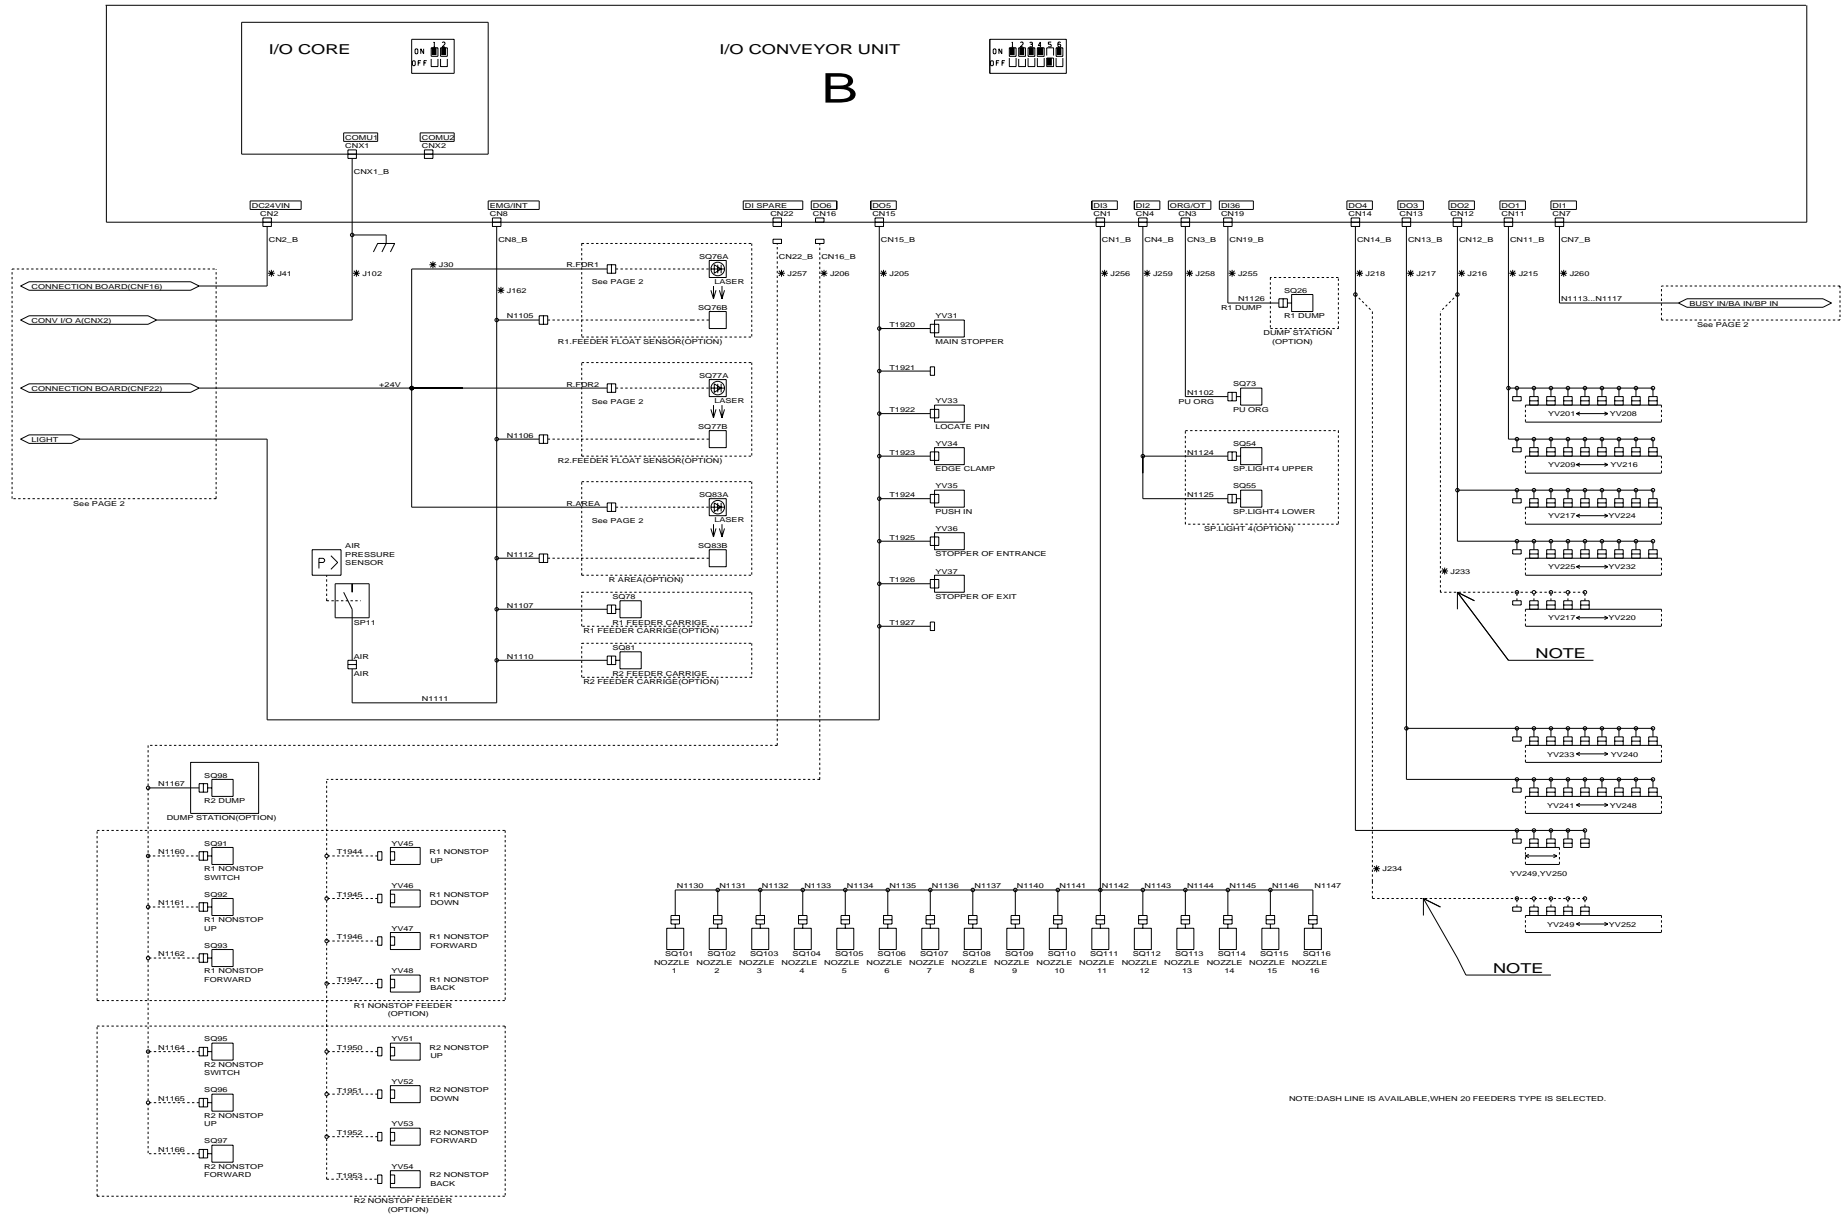 I/O CORE
ON
OFF
1 2
I/O CONVEYOR UNIT
B
ON
OFF
1 2 3 4 5 6
COMU1
CNX1
COMU2
CNX2
CNX1_B
DC24VIN
CN2
EMG/INT
CN8
DI SPARE
CN22
DO6
CN16
DO5
CN15
DI3
CN1
DI2
CN4
ORG/OT
CN3
DI36
CN19
DO4
CN14
DO3
CN13
DO2
CN12
DO1
CN11
DI1
CN7
CN2_B
CN8_B
CN22_B
CN16_B
CN15_B
CN1_B
CN4_B
CN3_B
CN19_B
CN14_B
CN13_B
CN12_B
CN11_B
CN7_B
J41
J102
J30
J162
J257
J206
J205
J256
J259
J258
J255
J218
J217
J216
J215
J260
CONNECTION BOARD(CNF16)
CONV I/O A(CNX2)
CONNECTION BOARD(CNF22)
LIGHT
See PAGE 2
+24V
R.FDR1
See PAGE 2
SQ76A
LASER
SQ76B
N1105
R1.FEEDER FLOAT SENSOR(OPTION)
R.FDR2
See PAGE 2
SQ77A
LASER
SQ77B
N1106
R2.FEEDER FLOAT SENSOR(OPTION)
R.AREA
See PAGE 2
SQ83A
LASER
SQ83B
N1112
R AREA(OPTION)
N1107
SQ78
R1 FEEDER CARRIGE
R1 FEEDER CARRIGE(OPTION)
N1110
SQ81
R2 FEEDER CARRIGE
R2 FEEDER CARRIGE(OPTION)
P
AIR
PRESSURE
SENSOR
SP11
AIR
AIR
N1111
T1920
YV31
MAIN STOPPER
T1921
T1922
YV33
LOCATE PIN
T1923
YV34
EDGE CLAMP
T1924
YV35
PUSH IN
T1925
YV36
STOPPER OF ENTRANCE
T1926
YV37
STOPPER OF EXIT
T1927
N1126
R1 DUMP
SQ26
R1 DUMP
DUMP STATION
(OPTION)
N1102
PU ORG
SQ73
PU ORG
N1124
SQ54
SP.LIGHT4 UPPER
N1125
SQ55
SP.LIGHT4 LOWER
SP.LIGHT 4(OPTION)
N1113...N1117
BUSY IN/BA IN/BP IN
See PAGE 2
YV201 YV208
YV209 YV216
YV217 YV224
YV225 YV232
J233
YV217 YV220
NOTE
YV233 YV240
YV241 YV248
J234
YV249,YV250
YV249 YV252
NOTE
N1167
SQ98
R2 DUMP
DUMP STATION(OPTION)
N1160
SQ91
R1 NONSTOP
SWITCH
N1161
SQ92
R1 NONSTOP
UP
N1162
SQ93
R1 NONSTOP
FORWARD
T1944
YV45
R1 NONSTOP
UP
T1945
YV46
R1 NONSTOP
DOWN
T1946
YV47
R1 NONSTOP
FORWARD
T1947
YV48
R1 NONSTOP
BACK
R1 NONSTOP FEEDER
(OPTION)
N1164
SQ95
R2 NONSTOP
SWITCH
N1165
SQ96
R2 NONSTOP
UP
N1166
SQ97
R2 NONSTOP
FORWARD
T1950
YV51
R2 NONSTOP
UP
T1951
YV52
R2 NONSTOP
DOWN
T1952
YV53
R2 NONSTOP
FORWARD
T1953
YV54
R2 NONSTOP
BACK
R2 NONSTOP FEEDER
(OPTION)
N1130 N1131 N1132 N1133 N1134 N1135 N1136 N1137 N1140 N1141 N1142 N1143 N1144 N1145 N1146 N1147
SQ101 SQ102 SQ103 SQ104 SQ105 SQ106 SQ107 SQ108 SQ109 SQ110 SQ111 SQ112 SQ113 SQ114 SQ115 SQ116
NOZZLE NOZZLE NOZZLE NOZZLE NOZZLE NOZZLE NOZZLE NOZZLE NOZZLE NOZZLE NOZZLE NOZZLE NOZZLE NOZZLE NOZZLE NOZZLE
1 2 3 4 5 6 7 8 9 10 11 12 13 14 15 16
NOTE:DASH LINE IS AVAILABLE,WHEN 20 FEEDERS TYPE IS SELECTED.